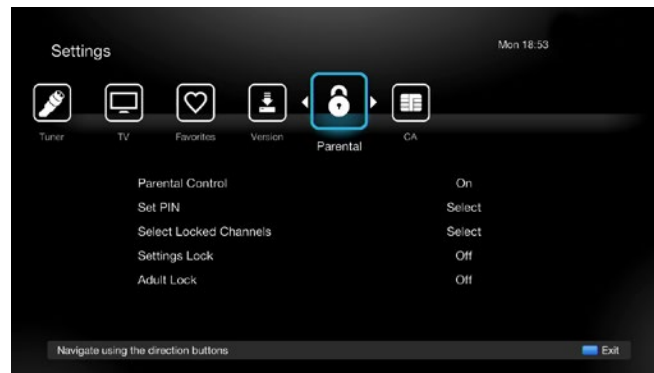 Settings
Mon 18:53
Tuner TV Favorites Version Parental CA
Parental Control On
Set PIN Select
Select Locked Channels Select
Settings Lock Off
Adult Lock Off
Navigate using the direction buttons Exit